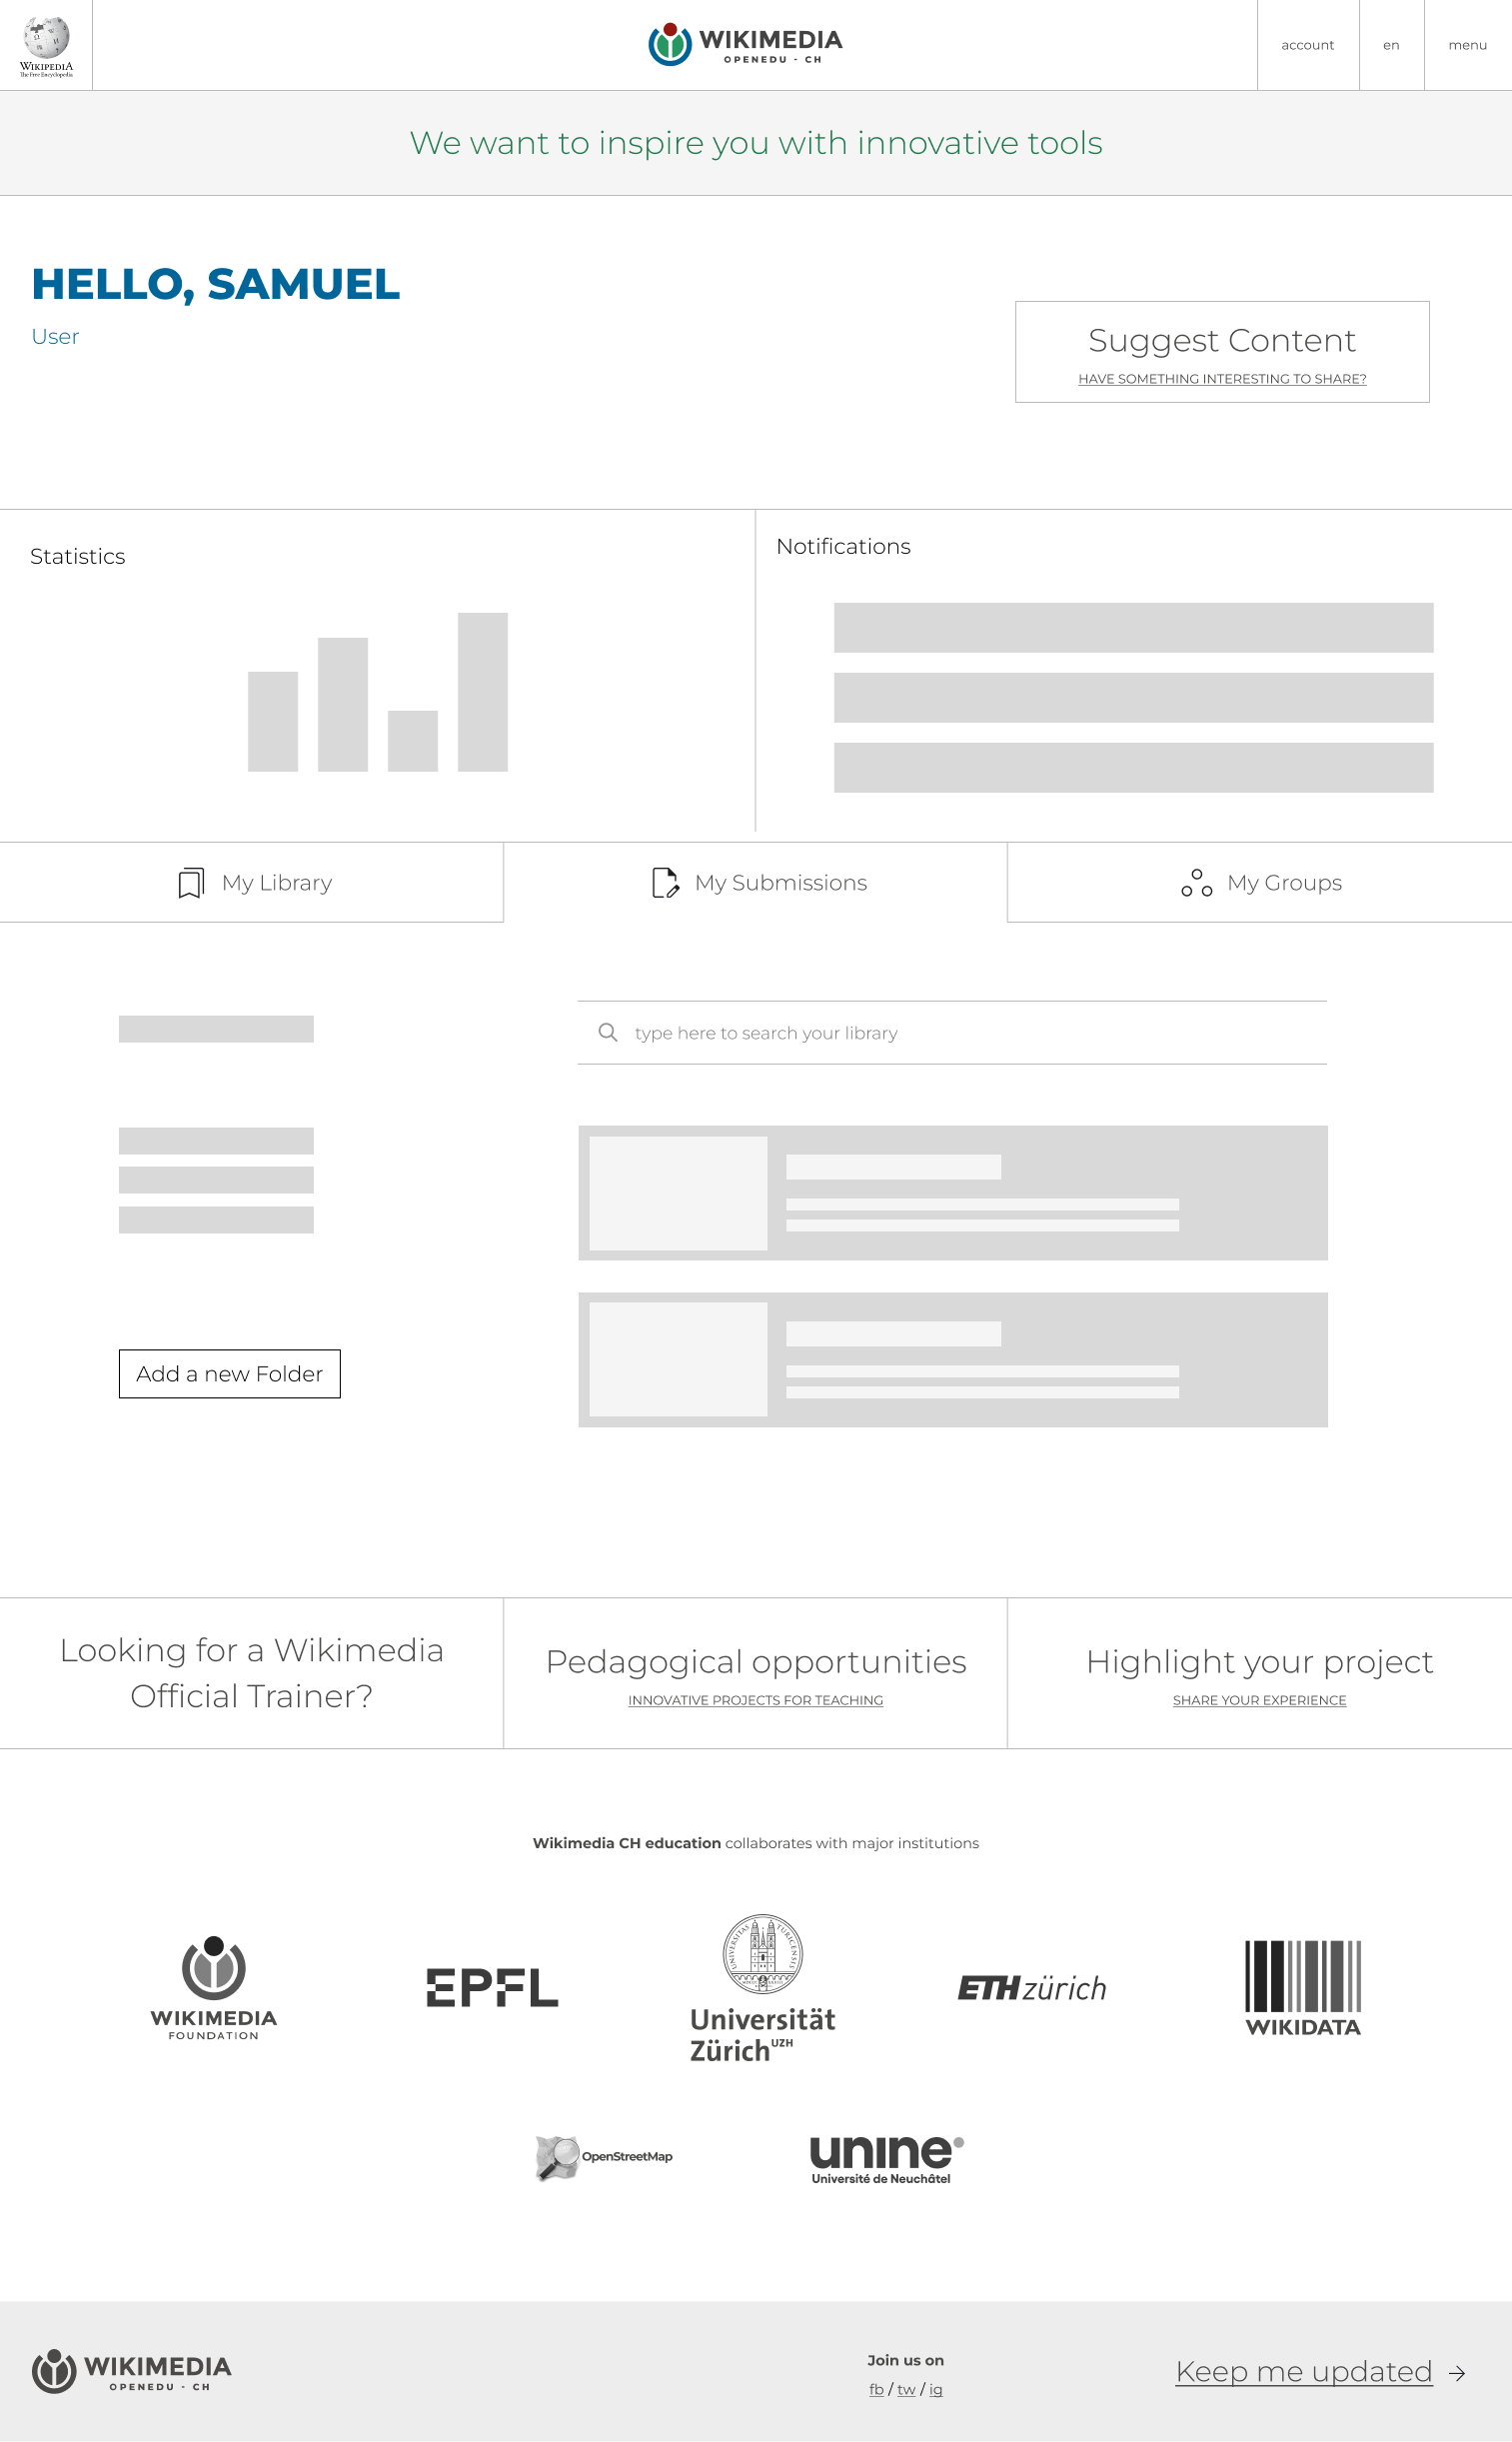 WIKIPEDIA
The Free Encyclopedia
WIKIMEDIA
OPENEDU - CH
account
en
menu
We want to inspire you with innovative tools
HELLO, SAMUEL
User
Suggest Content
HAVE SOMETHING INTERESTING TO SHARE?
Statistics
Notifications
My Library
My Submissions
My Groups
type here to search your library
Add a new Folder
Looking for a Wikimedia
Official Trainer?
Pedagogical opportunities
INNOVATIVE PROJECTS FOR TEACHING
Highlight your project
SHARE YOUR EXPERIENCE
Wikimedia CH education collaborates with major institutions
WIKIMEDIA
FOUNDATION
EPFL
UNIVERSITAS TURICENSIS
Universität
Zürich UZH
ETH zürich
WIKIDATA
OpenStreetMap
unine
Université de Neuchâtel
WIKIMEDIA
OPENEDU - CH
Join us on
fb / tw / ig
Keep me updated